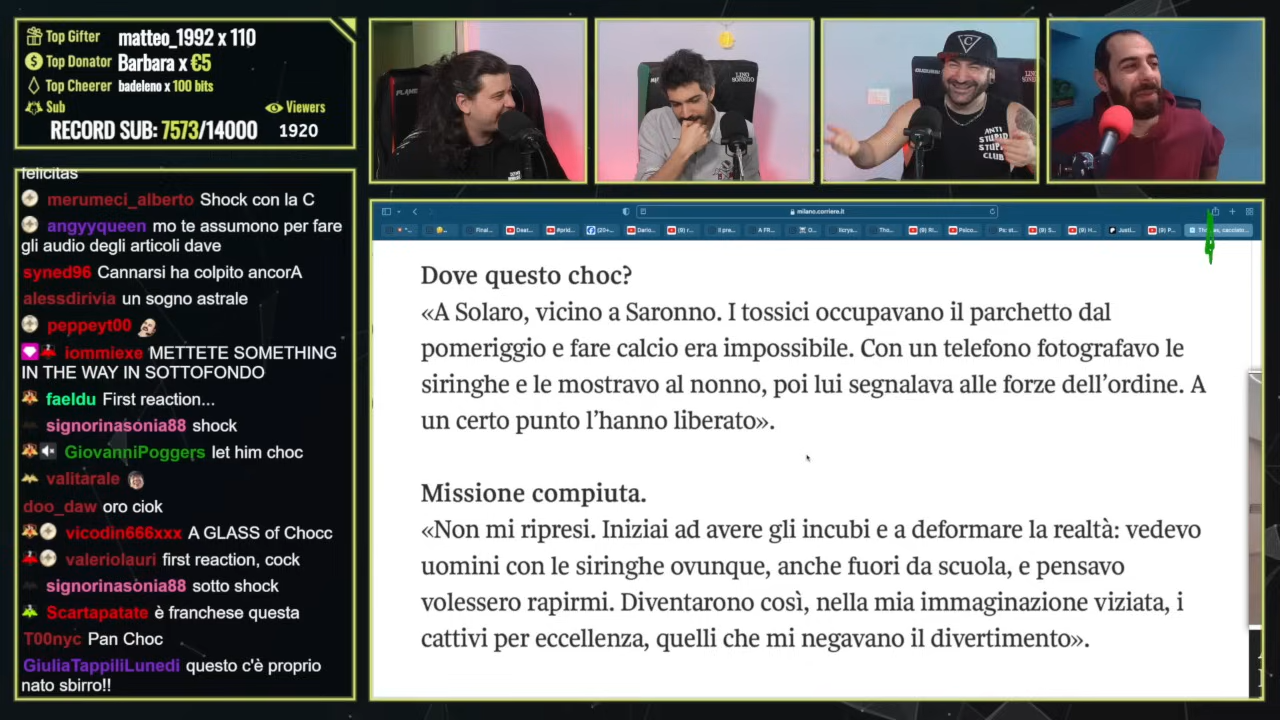 Top Gifter matteo_1992 x 110
Top Donator Barbara x €5
Top Cheerer badeleno x 100 bits
Sub Viewers
RECORD SUB: 7573/14000 1920
felicitas
merumeci_alberto Shock con la C
angyyqueen mo te assumono per fare
gli audio degli articoli dave
syned96 Cannarsi ha colpito ancorA
alessdirivia un sogno astrale
peppeyt00
iommiexe METTETE SOMETHING
IN THE WAY IN SOTTOFONDO
faeldu First reaction...
signorinasonia88 shock
GiovanniPoggers let him choc
valitarale
doo_daw oro ciok
vicodin666xxx A GLASS of Chocc
valeriolauri first reaction, cock
signorinasonia88 sotto shock
Scartapatate è franchese questa
T00nyc Pan Choc
GiuliaTappiliLunedi questo c'è proprio
nato sbirro!!
ANTI
STUPID
STUPID
CLUB
milano.corriere.it
Dove questo choc?
«A Solaro, vicino a Saronno. I tossici occupavano il parchetto dal
pomeriggio e fare calcio era impossibile. Con un telefono fotografavo le
siringhe e le mostravo al nonno, poi lui segnalava alle forze dell’ordine. A
un certo punto l’hanno liberato».
Missione compiuta.
«Non mi ripresi. Iniziai ad avere gli incubi e a deformare la realtà: vedevo
uomini con le siringhe ovunque, anche fuori da scuola, e pensavo
volessero rapirmi. Diventarono così, nella mia immaginazione viziata, i
cattivi per eccellenza, quelli che mi negavano il divertimento».